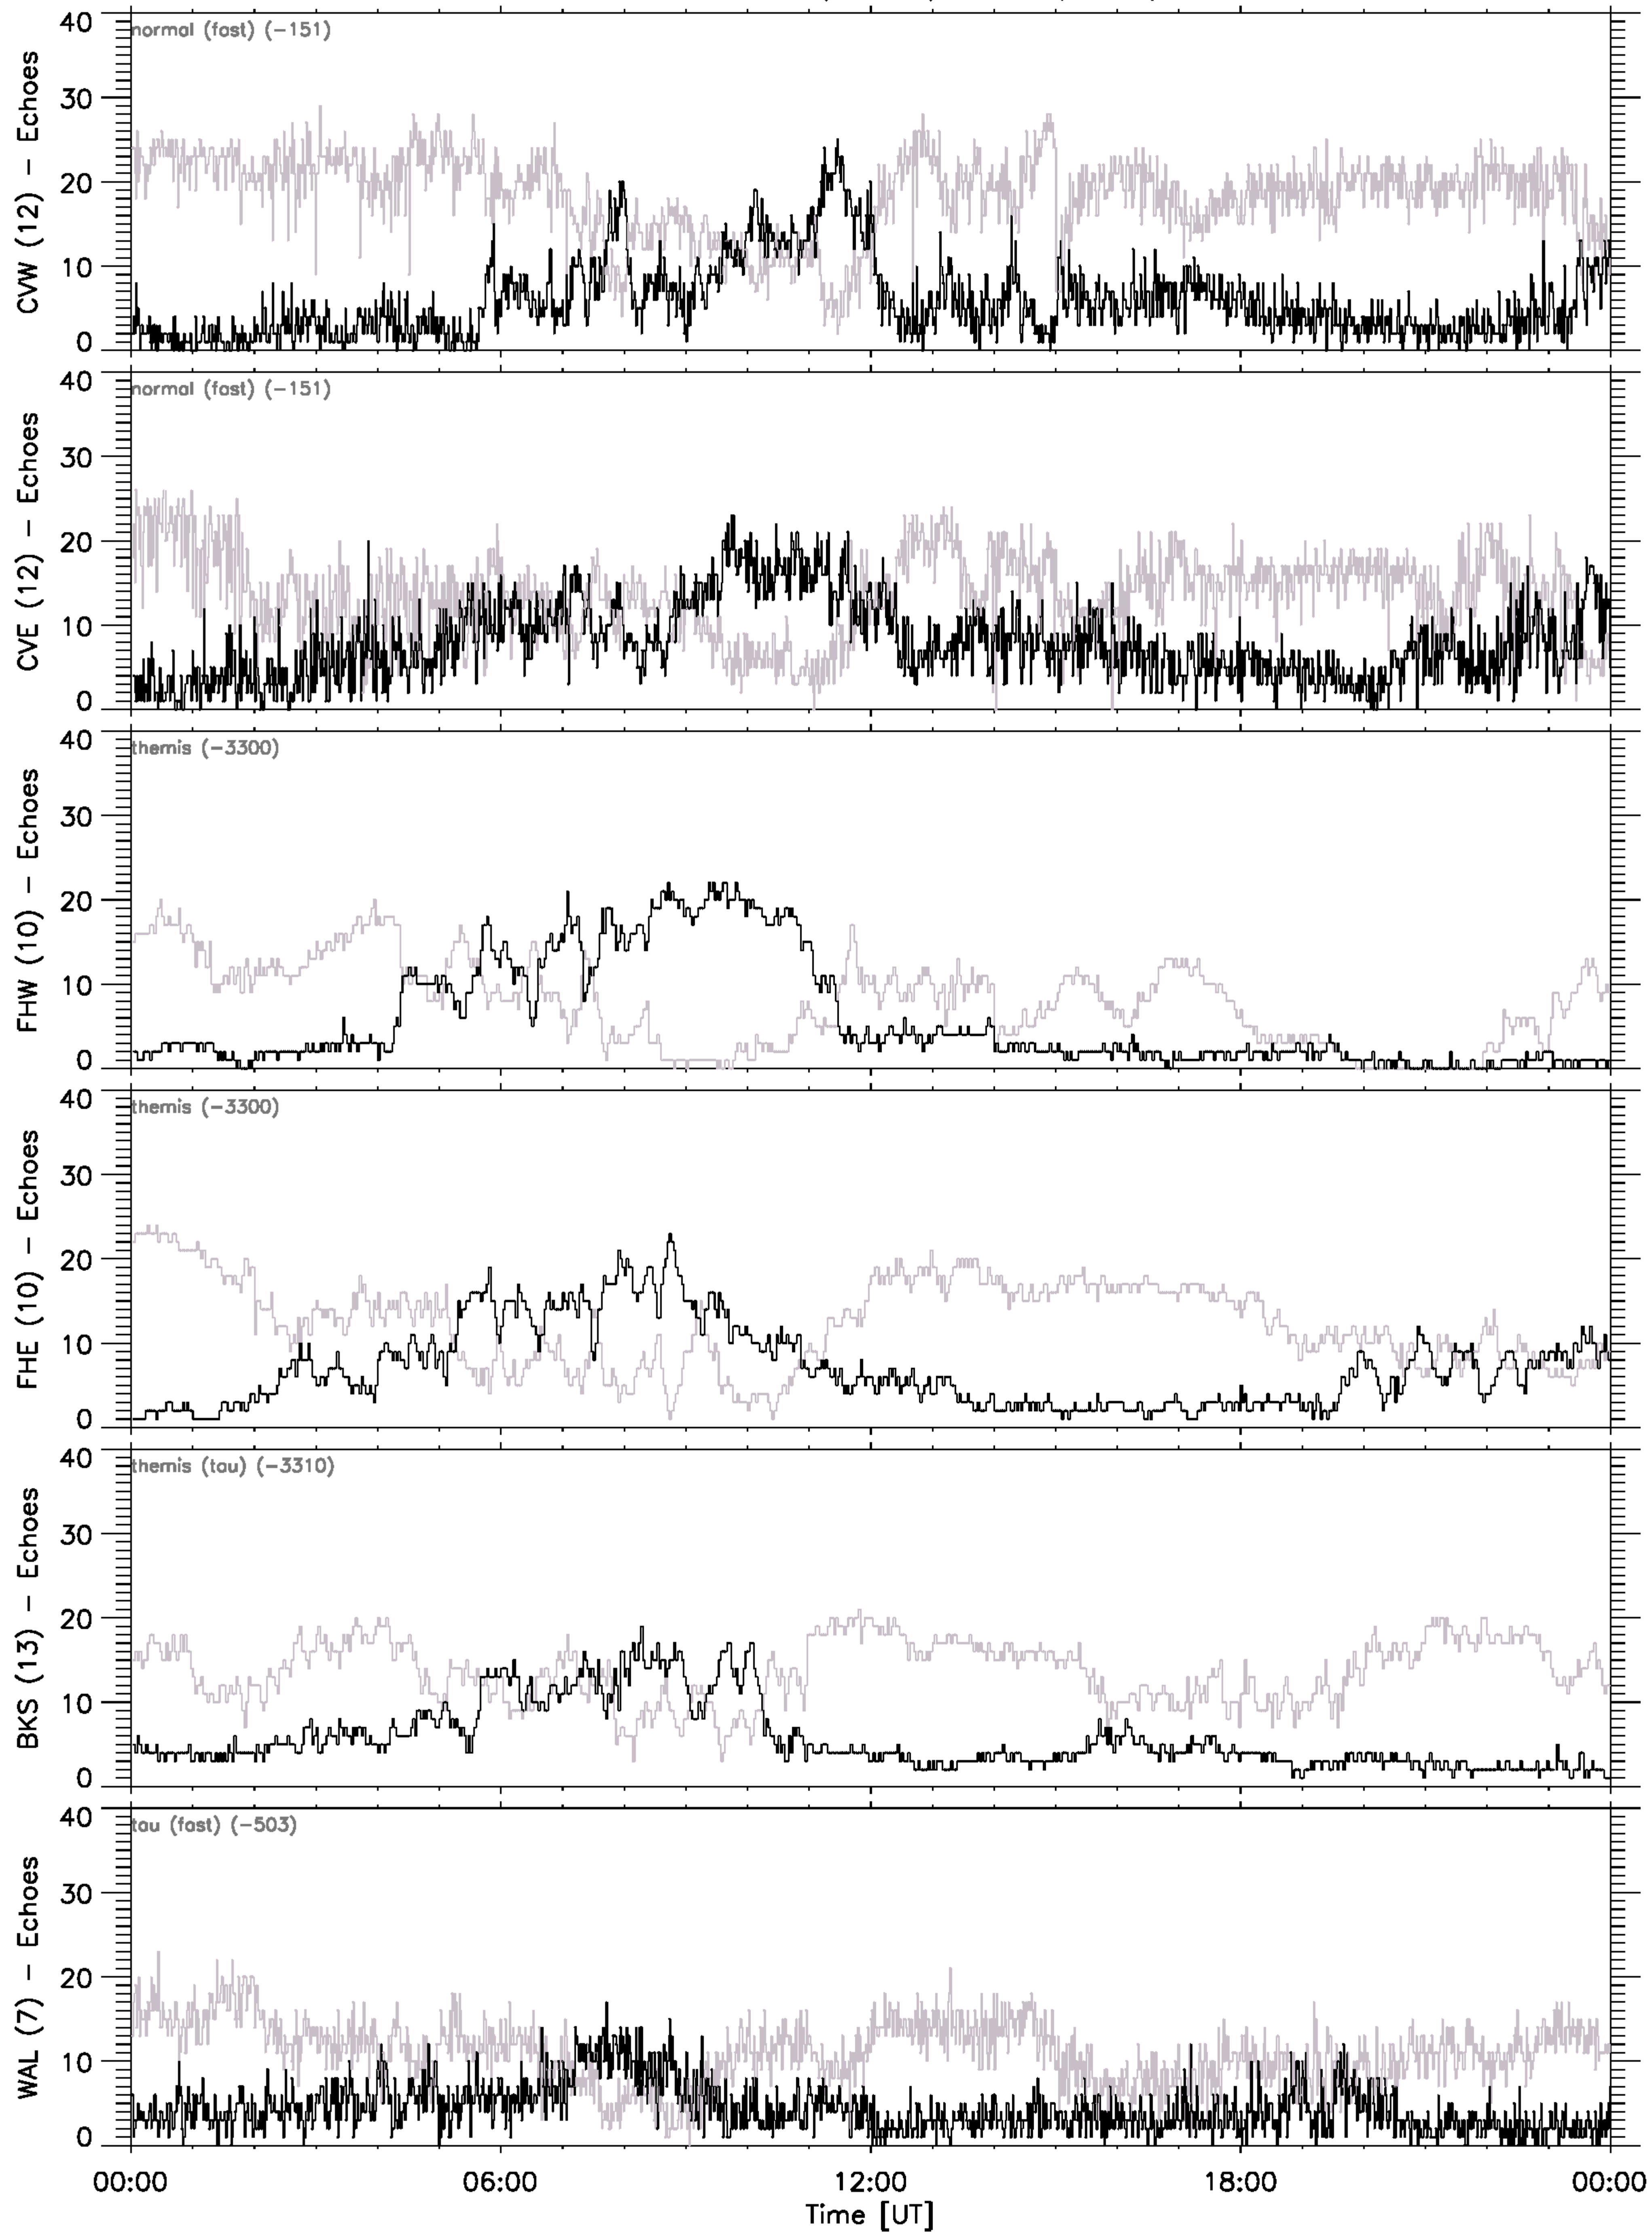 40
normal (fast) (-151)
30
20
10
0
CVW (12) - Echoes
40
normal (fast) (-151)
30
20
10
0
CVE (12) - Echoes
40
themis (-3300)
30
20
10
0
FHW (10) - Echoes
40
themis (-3300)
30
20
10
0
FHE (10) - Echoes
40
themis (tau) (-3310)
30
20
10
0
BKS (13) - Echoes
40
tau (fast) (-503)
30
20
10
0
WAL (7) - Echoes
00:00 06:00 12:00 18:00 00:00
Time [UT]